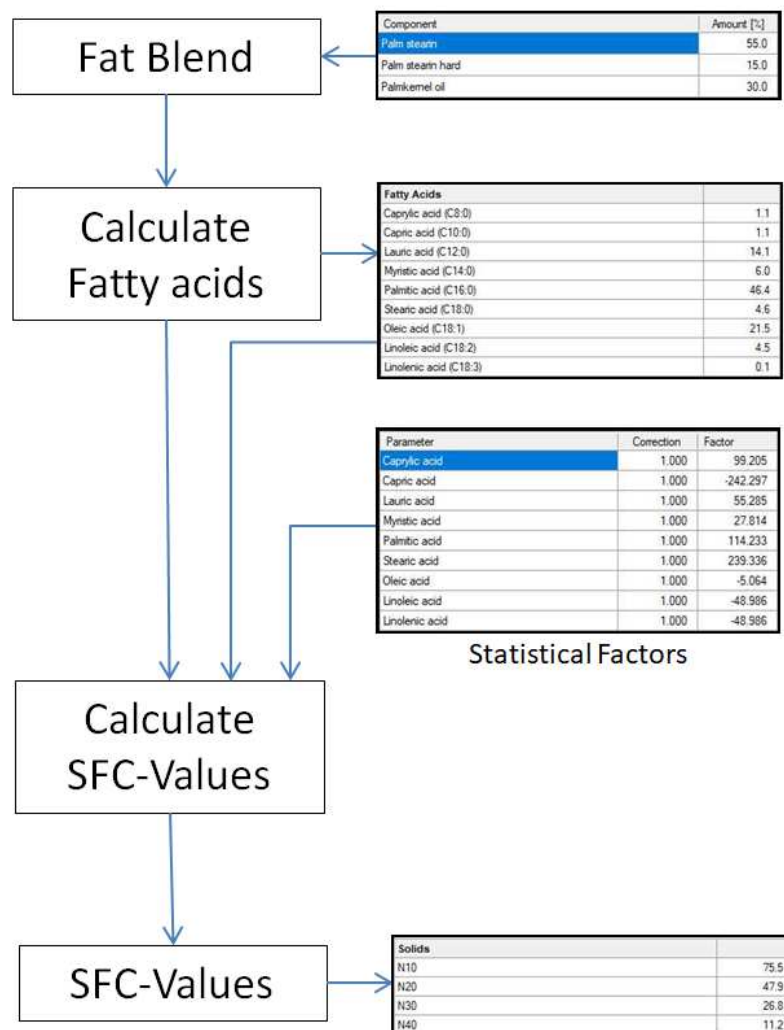 Fat Blend
Component Amount [%]
Palm stearin 55.0
Palm stearin hard 15.0
Palmkernel oil 30.0
Calculate
Fatty acids
Fatty Acids
Caprylic acid (C8:0) 1.1
Capric acid (C10:0) 1.1
Lauric acid (C12:0) 14.1
Myristic acid (C14:0) 6.0
Palmitic acid (C16:0) 46.4
Stearic acid (C18:0) 4.6
Oleic acid (C18:1) 21.5
Linoleic acid (C18:2) 4.5
Linolenic acid (C18:3) 0.1
Parameter Correction Factor
Caprylic acid 1.000 99.205
Capric acid 1.000 -242.297
Lauric acid 1.000 55.285
Myristic acid 1.000 27.814
Palmitic acid 1.000 114.233
Stearic acid 1.000 239.336
Oleic acid 1.000 -5.064
Linoleic acid 1.000 -48.986
Linolenic acid 1.000 -48.986
Statistical Factors
Calculate
SFC-Values
SFC-Values
Solids
N10 75.5
N20 47.9
N30 26.8
N40 11.2